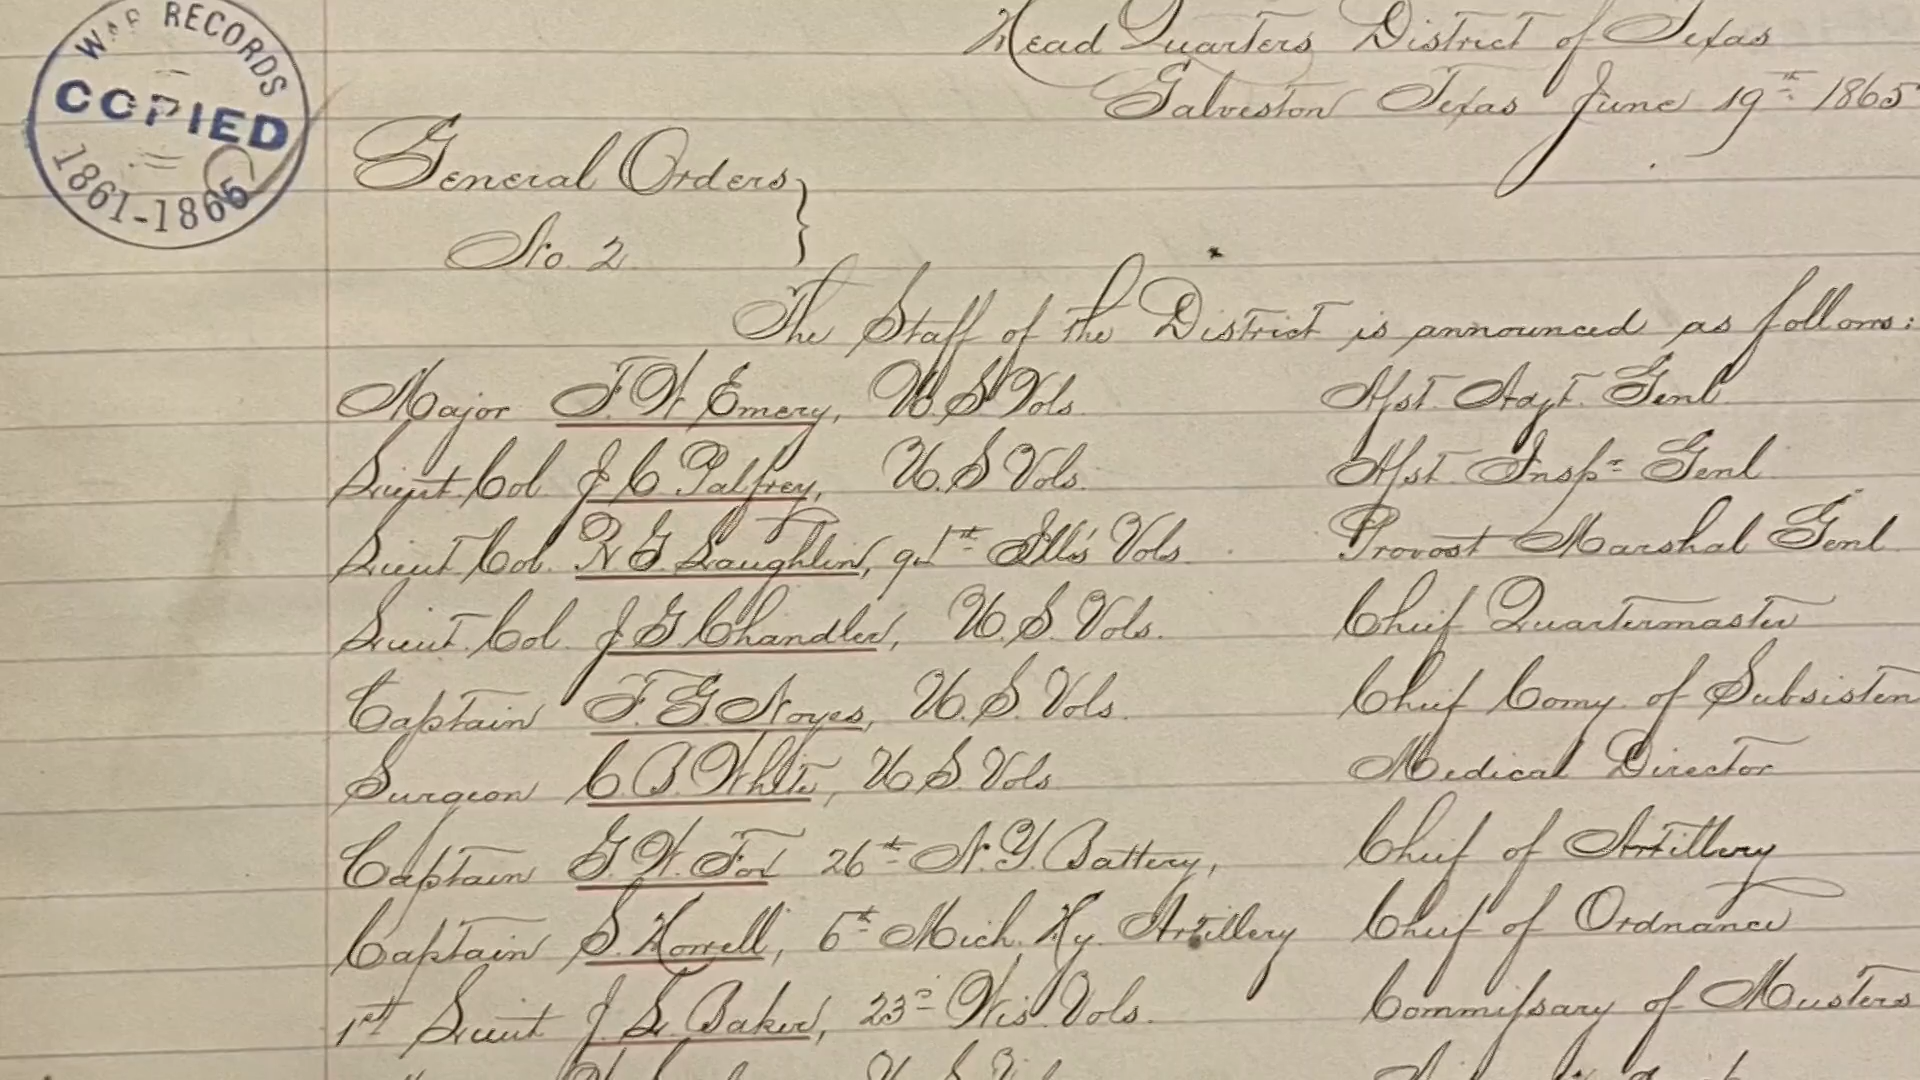 WAR RECORDS
COPIED
1861-1865
Head Quarters District of Texas
Galveston Texas June 19th 1865
General Orders
No. 2
The Staff of the District is announced as follows:
Major F. W Emery, U S Vols. Asst. Adjt. Genl
Lieut. Col. J C Palfrey, U. S Vols. Asst. Inspr Genl
Lieut. Col. R. G. Laughlin, 94th Ills Vols. Provost Marshal Genl
Lieut. Col. J G Chandler, U. S. Vols. Chief Quartermaster
Captain F. G Noyes, U. S. Vols. Chief Comy. of Subsisten
Surgeon C. B. White, U S. Vols Medical Director
Captain G. W. Fox 26th N. Y. Battery, Chief of Artillery
Captain S. Howell, 6th Mich. Hy. Artillery Chief of Ordnance
1st Lieut J. L. Baker, 23d Wis. Vols. Commissary of Musters